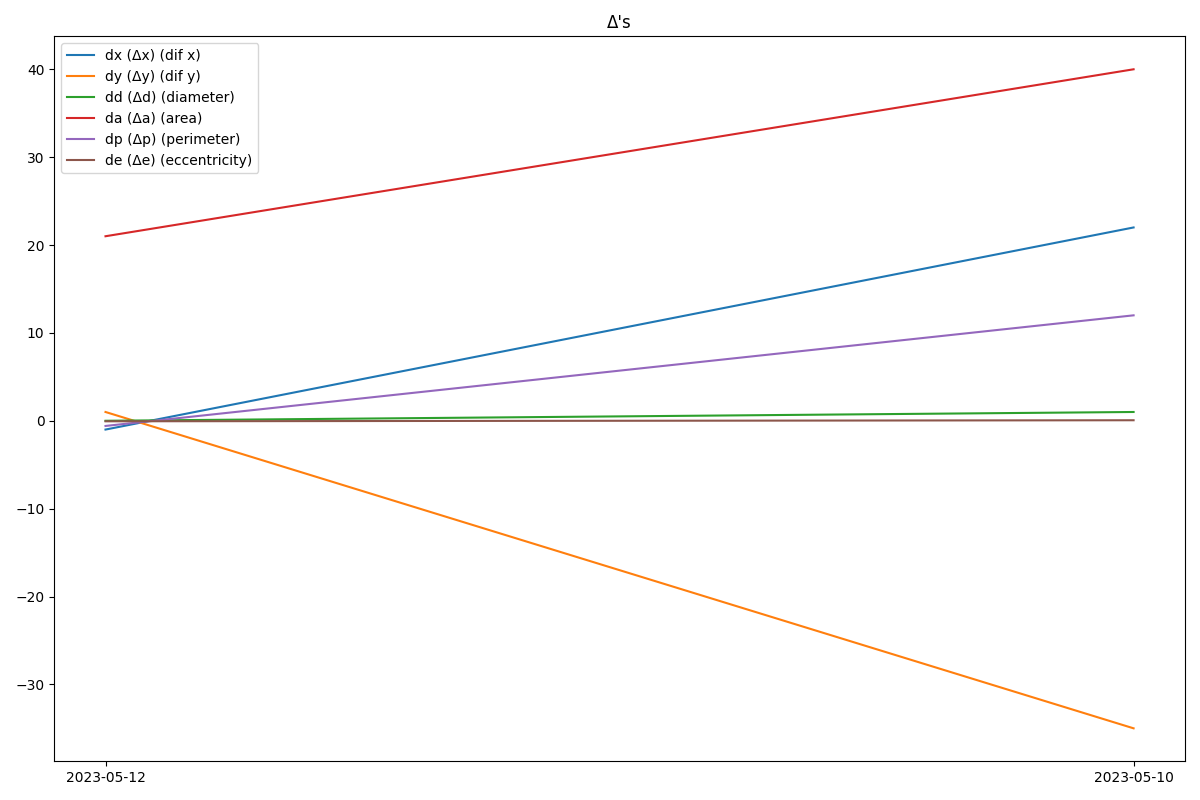 Δ's
dx (Δx) (dif x)
dy (Δy) (dif y)
dd (Δd) (diameter)
da (Δa) (area)
dp (Δp) (perimeter)
de (Δe) (eccentricity)
40
30
20
10
0
−10
−20
−30
2023-05-12 2023-05-10